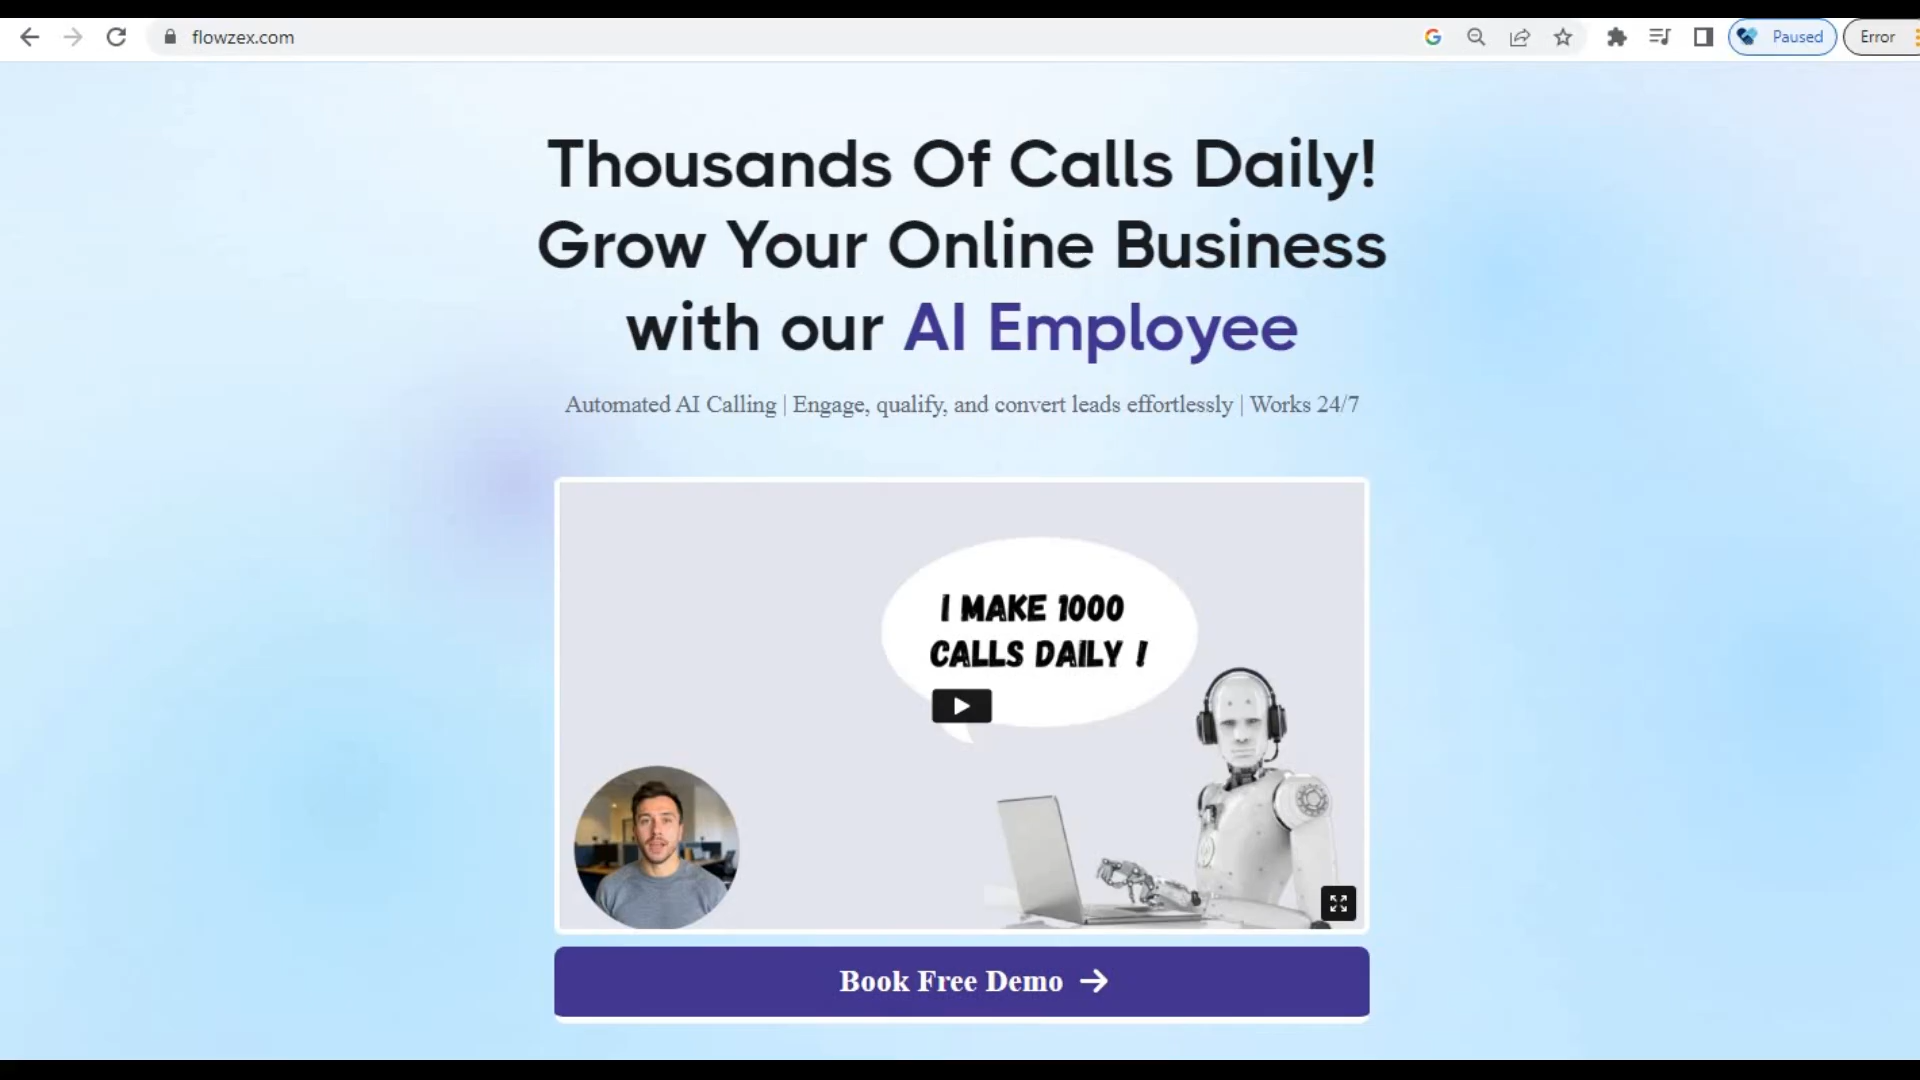 flowzex.com
Paused
Error
Thousands Of Calls Daily!
Grow Your Online Business
with our AI Employee
Automated AI Calling | Engage, qualify, and convert leads effortlessly | Works 24/7
I MAKE 1000
CALLS DAILY !
Book Free Demo